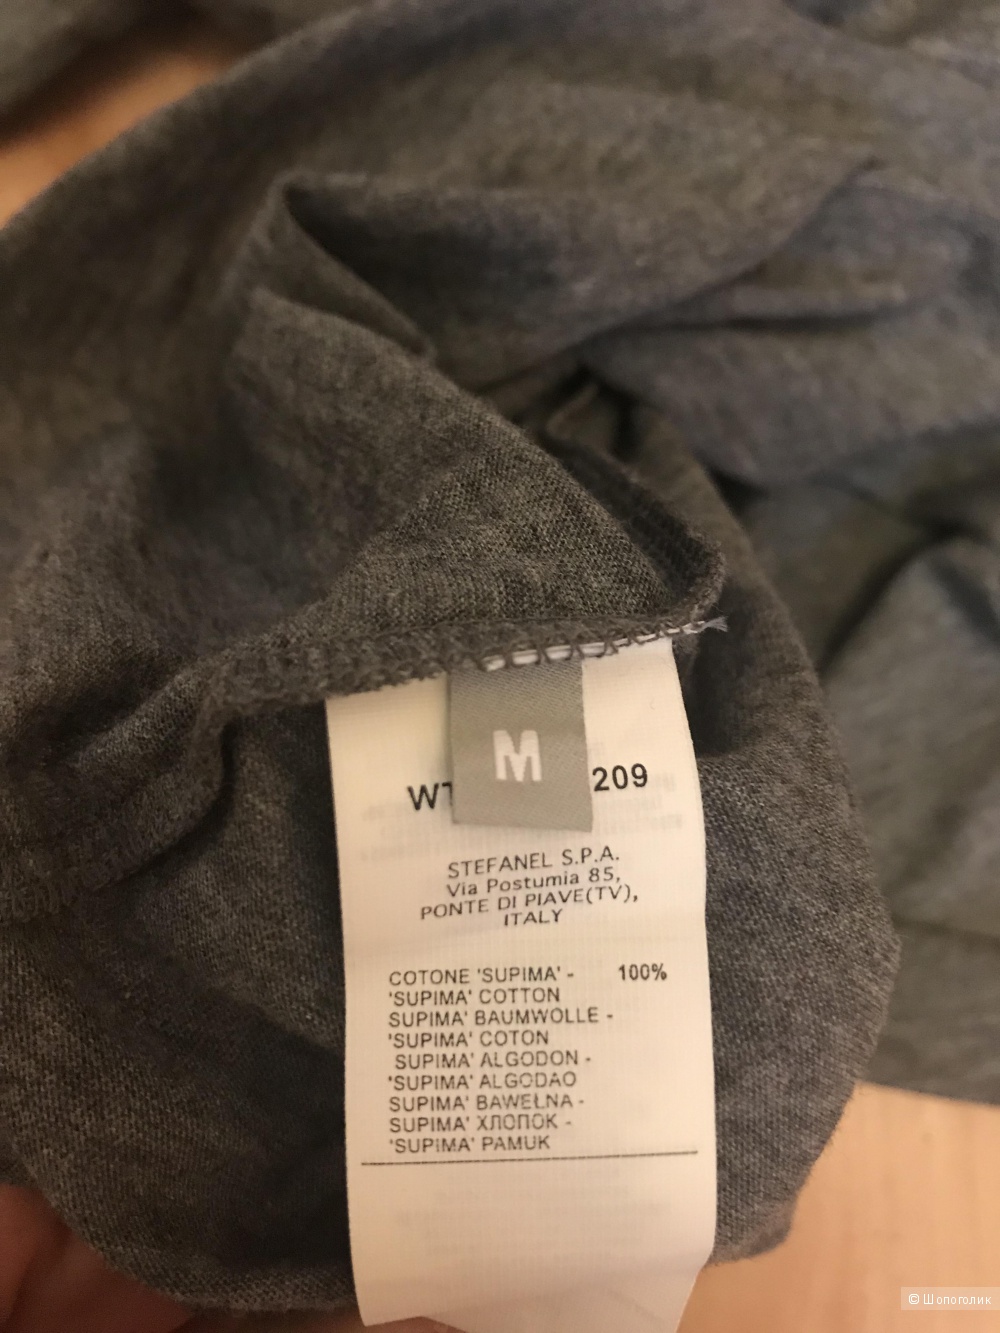 M
WT 209
STEFANEL S.P.A.
Via Postumia 85,
PONTE DI PIAVE(TV),
ITALY
COTONE 'SUPIMA' - 100%
'SUPIMA' COTTON
SUPIMA' BAUMWOLLE -
'SUPIMA' COTON
SUPIMA' ALGODON -
'SUPIMA' ALGODAO
SUPIMA' BAWEŁNA -
SUPIMA' ХЛОПОК -
'SUPIMA' PAMUK
© Шопоголик